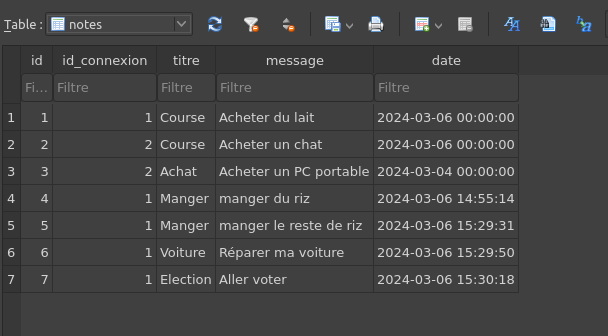 Table : notes
id id_connexion titre message date
Fi... Filtre Filtre Filtre Filtre
1 1 1 Course Acheter du lait 2024-03-06 00:00:00
2 2 2 Course Acheter un chat 2024-03-06 00:00:00
3 3 2 Achat Acheter un PC portable 2024-03-04 00:00:00
4 4 1 Manger manger du riz 2024-03-06 14:55:14
5 5 1 Manger manger le reste de riz 2024-03-06 15:29:31
6 6 1 Voiture Réparer ma voiture 2024-03-06 15:29:50
7 7 1 Election Aller voter 2024-03-06 15:30:18